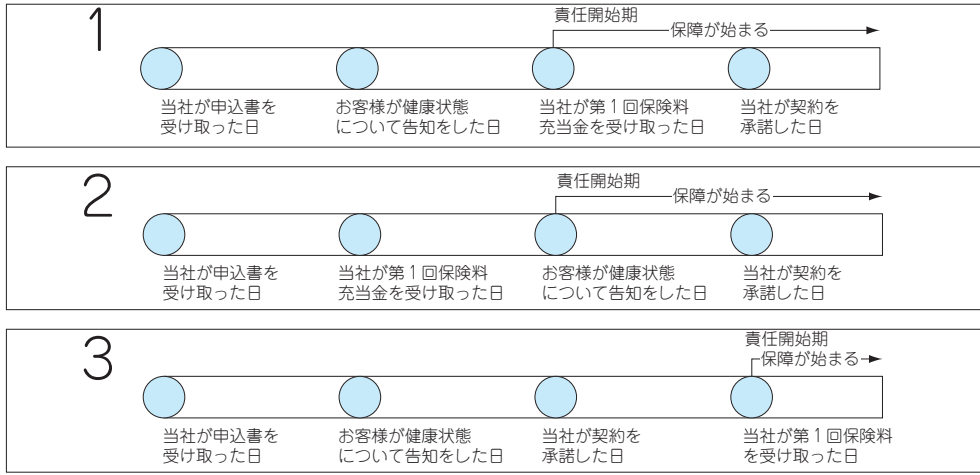 1
責任開始期
保障が始まる
当社が申込書を
受け取った日
お客様が健康状態
について告知をした日
当社が第1回保険料
充当金を受け取った日
当社が契約を
承諾した日
2
責任開始期
保障が始まる
当社が申込書を
受け取った日
当社が第1回保険料
充当金を受け取った日
お客様が健康状態
について告知をした日
当社が契約を
承諾した日
3
責任開始期
保障が始まる
当社が申込書を
受け取った日
お客様が健康状態
について告知をした日
当社が契約を
承諾した日
当社が第1回保険料
を受け取った日